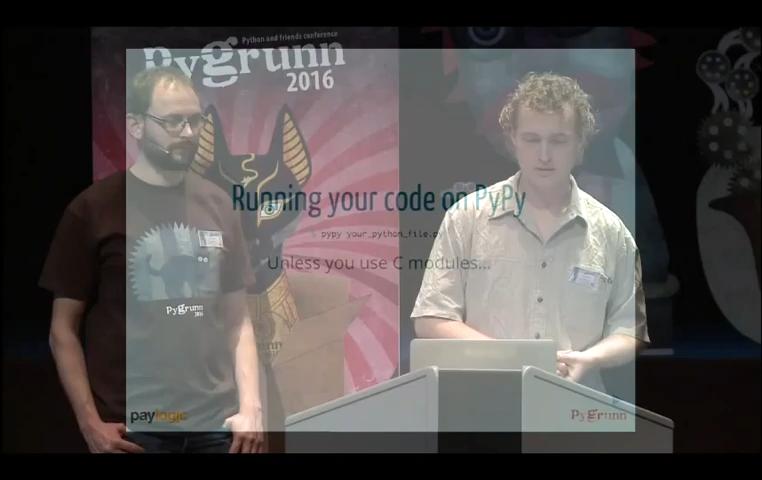 Python and friends conference
Pygrunn
2016
Running your code on PyPy
pypy your_python_file.py
Unless you use C modules...
Pygrunn
2016
paylogic
Pygrunn